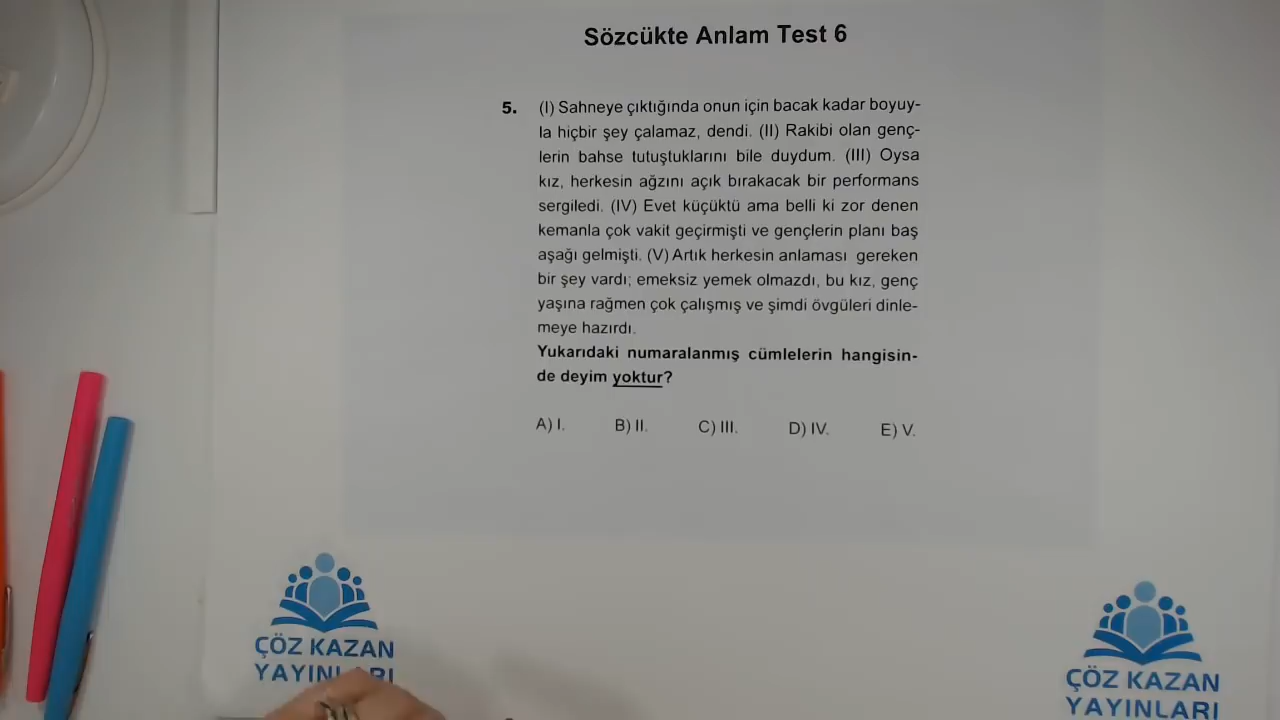 Sözcükte Anlam Test 6
5. (I) Sahneye çıktığında onun için bacak kadar boyuy-
la hiçbir şey çalamaz, dendi. (II) Rakibi olan genç-
lerin bahse tutuştuklarını bile duydum. (III) Oysa
kız, herkesin ağzını açık bırakacak bir performans
sergiledi. (IV) Evet küçüktü ama belli ki zor denen
kemanla çok vakit geçirmişti ve gençlerin planı baş
aşağı gelmişti. (V) Artık herkesin anlaması gereken
bir şey vardı; emeksiz yemek olmazdı, bu kız, genç
yaşına rağmen çok çalışmış ve şimdi övgüleri dinle-
meye hazırdı.
Yukarıdaki numaralanmış cümlelerin hangisin-
de deyim yoktur?
A) I. B) II. C) III. D) IV. E) V.
ÇÖZ KAZAN
YAYINLARI
ÇÖZ KAZAN
YAYINLARI